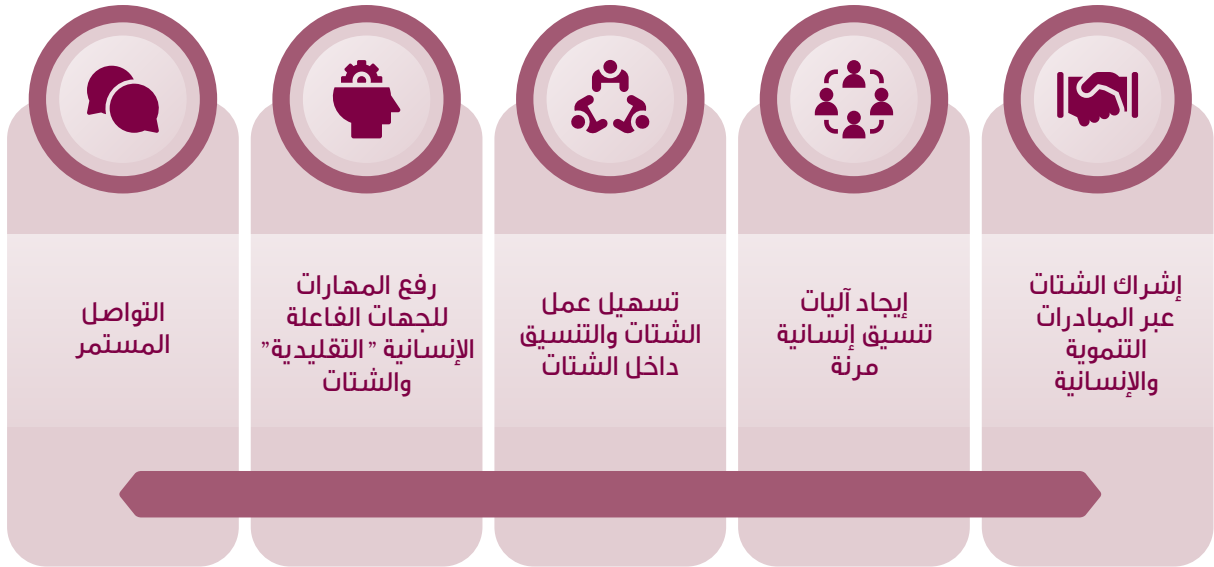 إشراك الشتات
عبر المبادرات
التنموية
والإنسانية
إيجاد آليات
تنسيق إنسانية
مرنة
تسهيل عمل
الشتات والتنسيق
داخل الشتات
رفع المهارات
للجهات الفاعلة
الإنسانية ”التقليدية”
والشتات
التواصل
المستمر